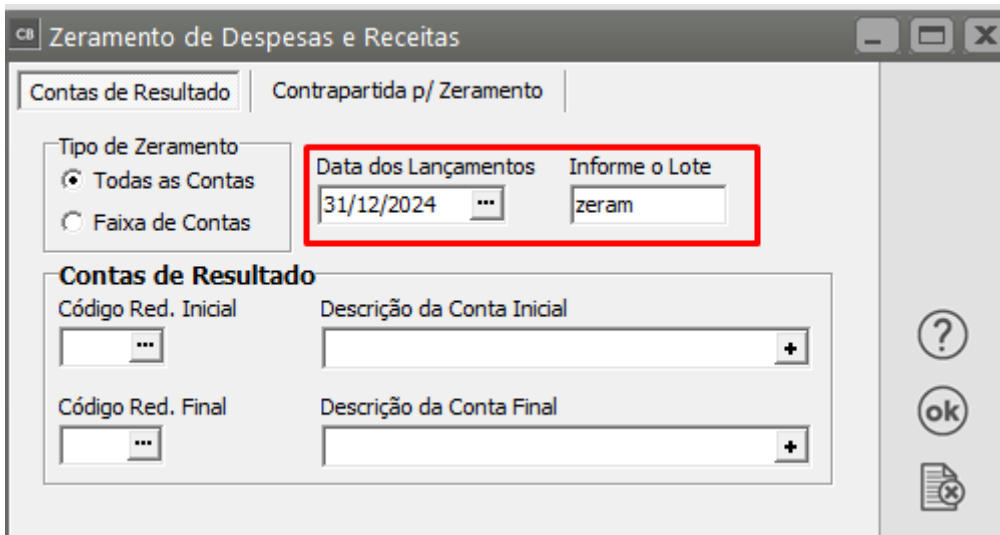 CB Zeramento de Despesas e Receitas
Contas de Resultado Contrapartida p/ Zeramento
Tipo de Zeramento
Todas as Contas
Faixa de Contas
Data dos Lançamentos Informe o Lote
31/12/2024 ... zeram
Contas de Resultado
Código Red. Inicial Descrição da Conta Inicial
... +
Código Red. Final Descrição da Conta Final
... +
?
ok